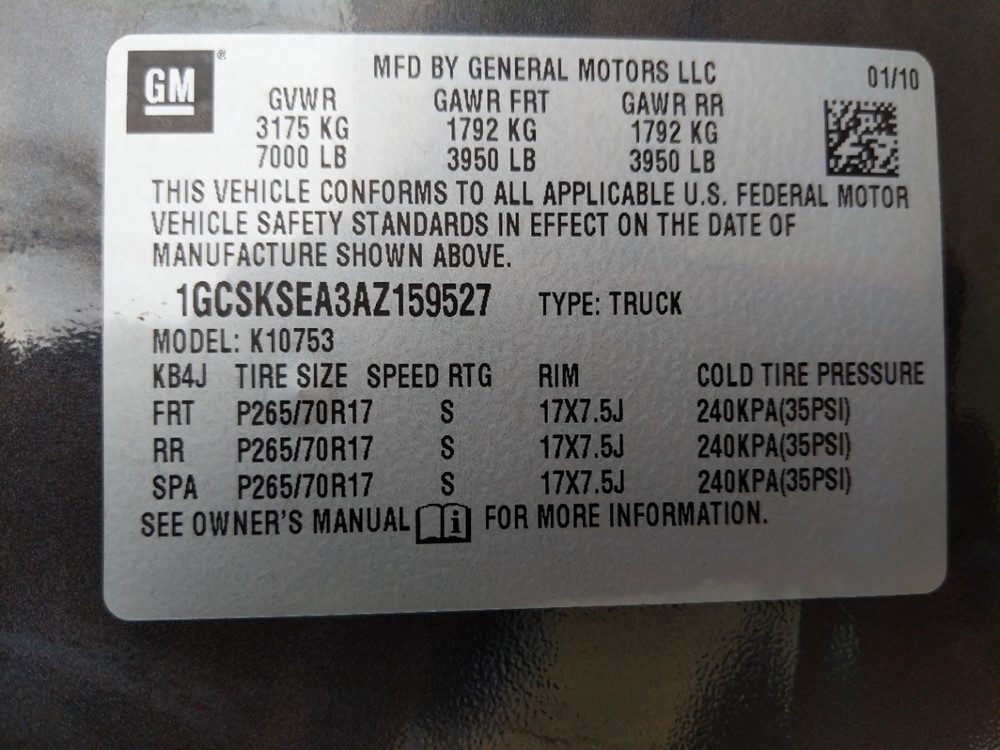 GM ®
MFD BY GENERAL MOTORS LLC 01/10
GVWR GAWR FRT GAWR RR
3175 KG 1792 KG 1792 KG
7000 LB 3950 LB 3950 LB
THIS VEHICLE CONFORMS TO ALL APPLICABLE U.S. FEDERAL MOTOR
VEHICLE SAFETY STANDARDS IN EFFECT ON THE DATE OF
MANUFACTURE SHOWN ABOVE.
1GCSKSEA3AZ159527 TYPE: TRUCK
MODEL: K10753
KB4J TIRE SIZE SPEED RTG RIM COLD TIRE PRESSURE
FRT P265/70R17 S 17X7.5J 240KPA(35PSI)
RR P265/70R17 S 17X7.5J 240KPA(35PSI)
SPA P265/70R17 S 17X7.5J 240KPA(35PSI)
SEE OWNER'S MANUAL i FOR MORE INFORMATION.